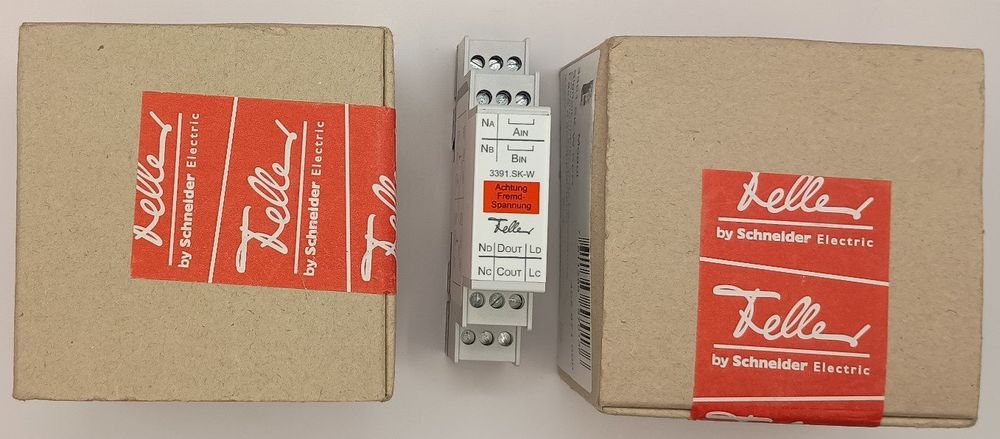 Feller
by Schneider Electric
Feller
by Schneider Electric
Feller
NA
AIN
NB
BIN
3391.SK-W
Achtung
Fremd-
Spannung
Feller
ND DOUT LD
NC COUT LC
Feller
by Schneider Electric
Feller
by Schneider Electric